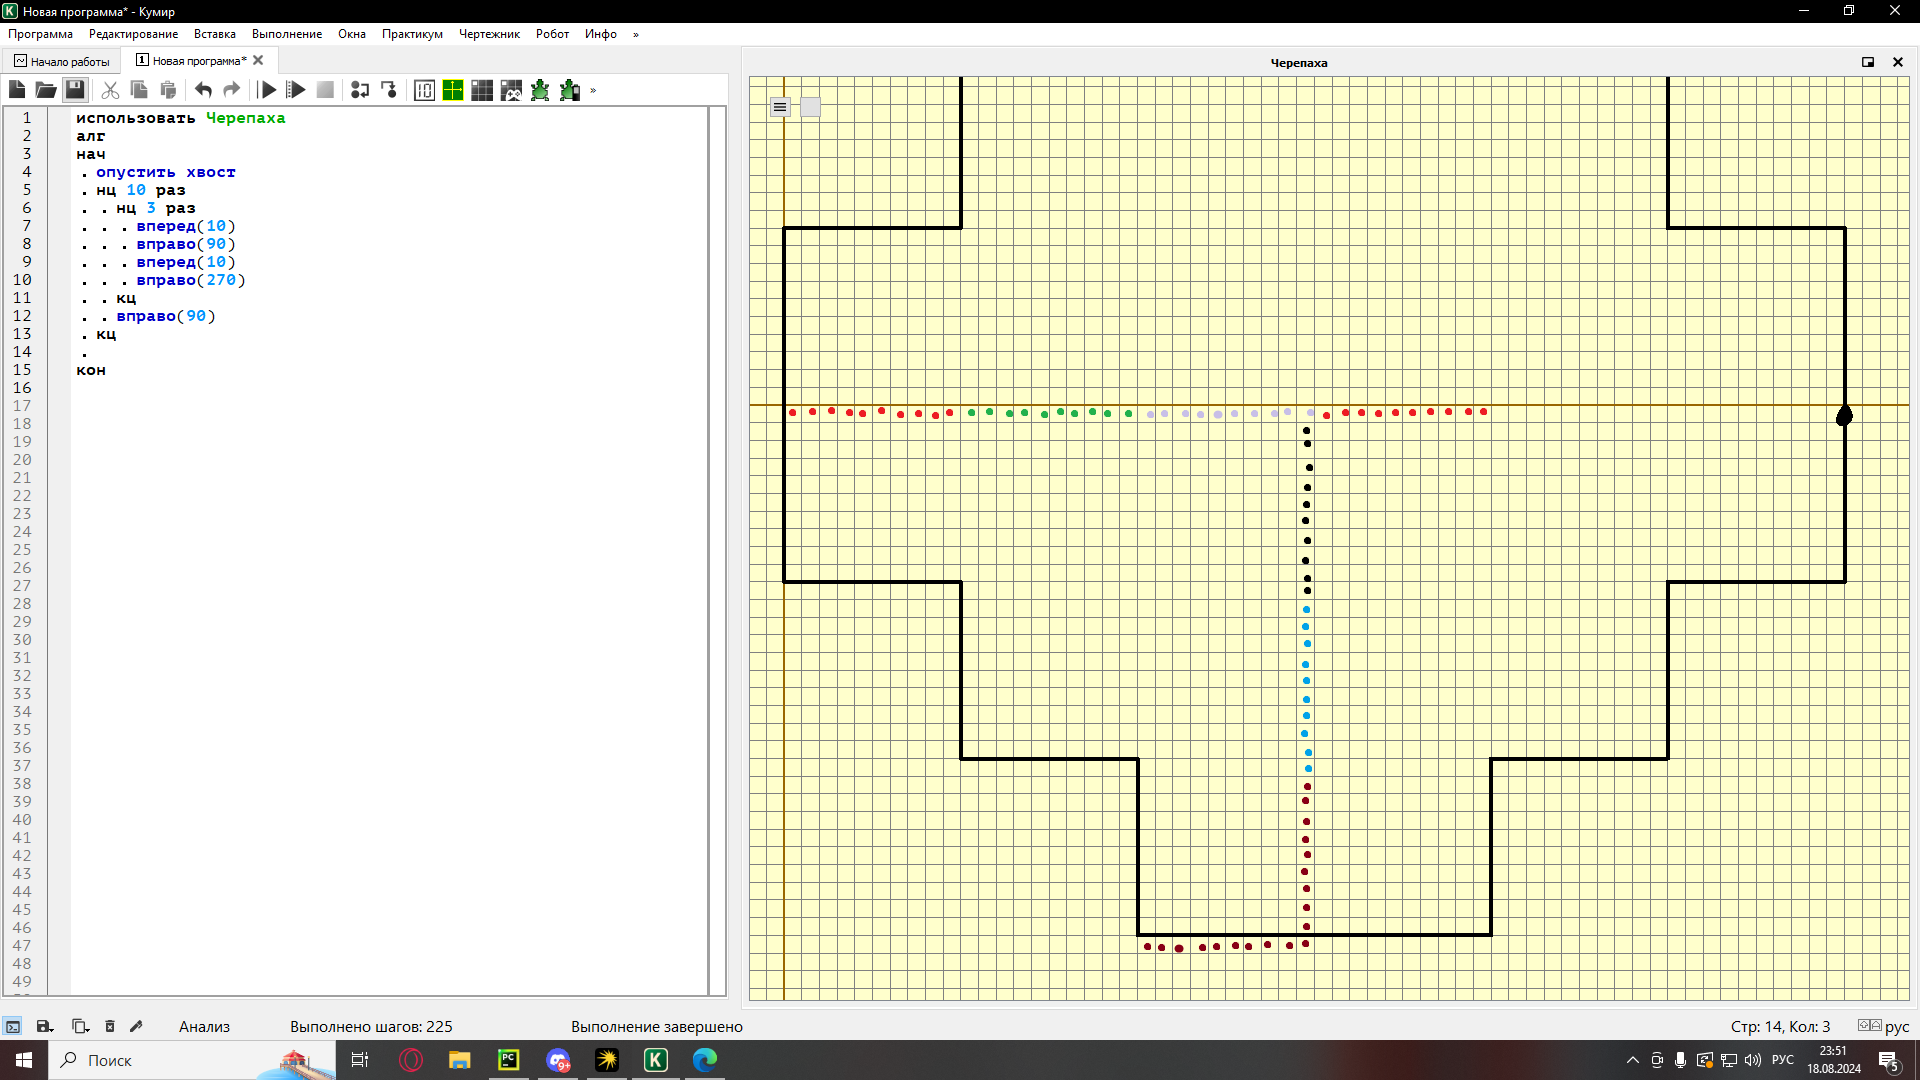 Новая программа* - Кумир
Программа Редактирование Вставка Выполнение Окна Практикум Чертежник Робот Инфо »
Начало работы
1 Новая программа*
Черепаха
»
1 использовать Черепаха
2 алг
3 нач
4 . опустить хвост
5 . нц 10 раз
6 . . нц 3 раз
7 . . . вперед(10)
8 . . . вправо(90)
9 . . . вперед(10)
10 . . . вправо(270)
11 . . кц
12 . . вправо(90)
13 . кц
14 .
15 кон
16
17
18
19
20
21
22
23
24
25
26
27
28
29
30
31
32
33
34
35
36
37
38
39
40
41
42
43
44
45
46
47
48
49
Анализ Выполнено шагов: 225 Выполнение завершено Стр: 14, Кол: 3 рус
Поиск
PC
9+
K
РУС
23:51
18.08.2024
5